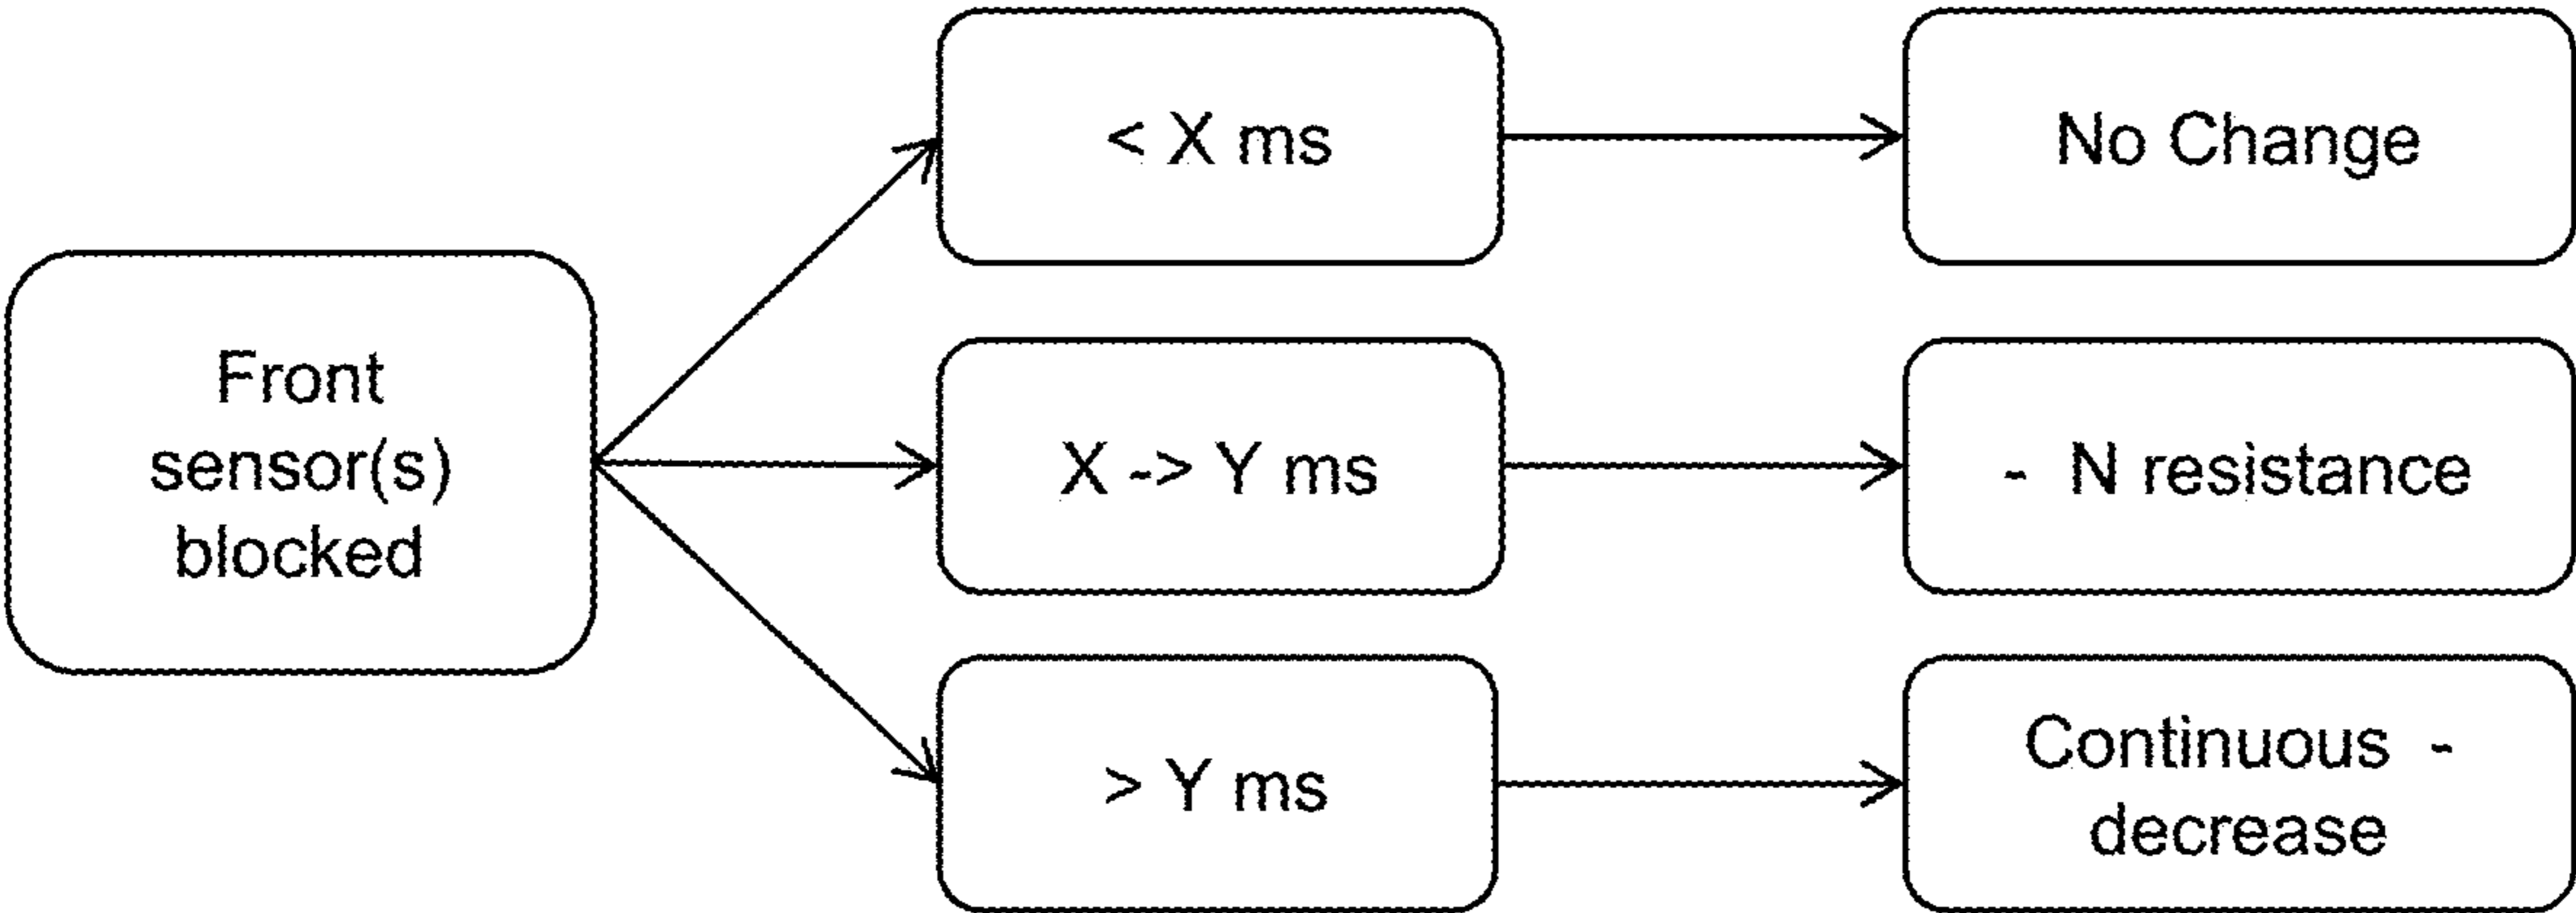 Front
sensor(s)
blocked
< X ms
No Change
X -> Y ms
- N resistance
> Y ms
Continuous -
decrease